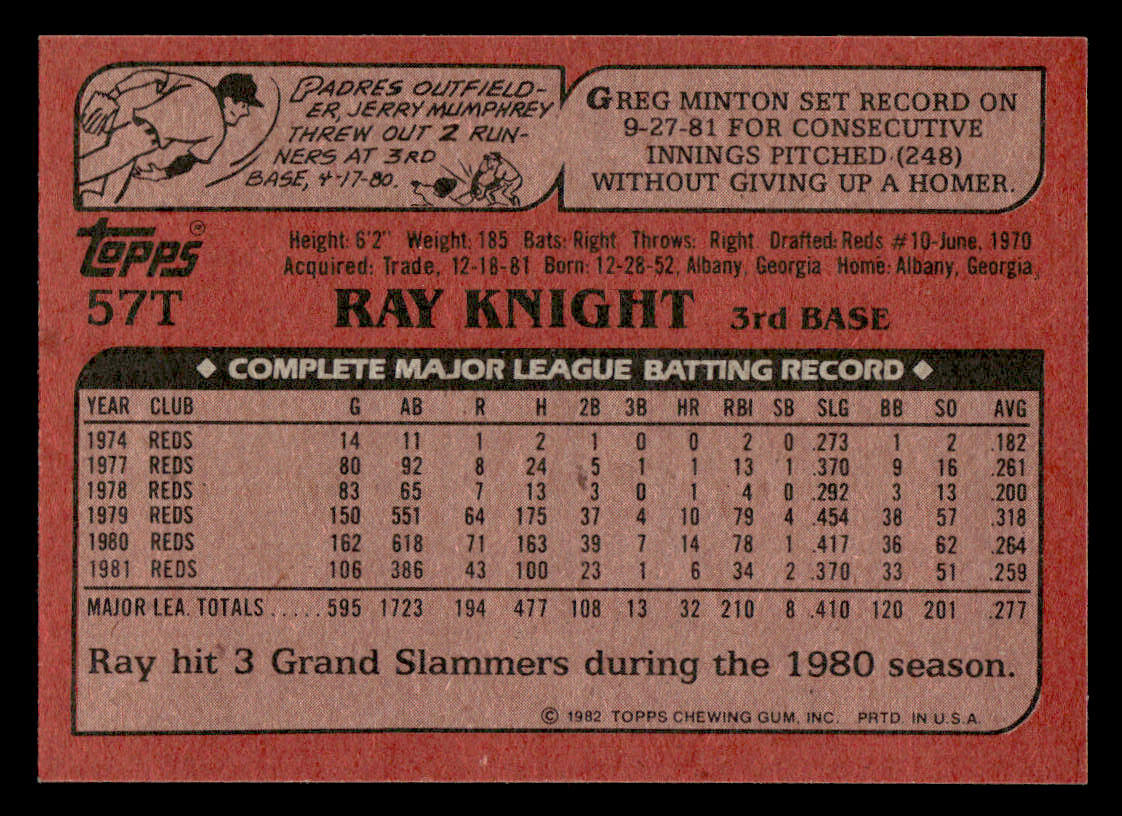 PADRES OUTFIELD-
ER, JERRY MUMPHREY
THREW OUT 2 RUN-
NERS AT 3RD
BASE, 4-17-80.
GREG MINTON SET RECORD ON
9-27-81 FOR CONSECUTIVE
INNINGS PITCHED (248)
WITHOUT GIVING UP A HOMER.
Topps®
57T
Height: 6'2" Weight: 185 Bats: Right Throws: Right Drafted: Reds #10-June, 1970
Acquired: Trade, 12-18-81 Born: 12-28-52, Albany, Georgia Home: Albany, Georgia
RAY KNIGHT 3rd BASE
◆ COMPLETE MAJOR LEAGUE BATTING RECORD ◆
YEAR CLUB G AB R H 2B 3B HR RBI SB SLG BB SO AVG
1974 REDS 14 11 1 2 1 0 0 2 0 .273 1 2 .182
1977 REDS 80 92 8 24 5 1 1 13 1 .370 9 16 .261
1978 REDS 83 65 7 13 3 0 1 4 0 .292 3 13 .200
1979 REDS 150 551 64 175 37 4 10 79 4 .454 38 57 .318
1980 REDS 162 618 71 163 39 7 14 78 1 .417 36 62 .264
1981 REDS 106 386 43 100 23 1 6 34 2 .370 33 51 .259
MAJOR LEA. TOTALS ..... 595 1723 194 477 108 13 32 210 8 .410 120 201 .277
Ray hit 3 Grand Slammers during the 1980 season.
© 1982 TOPPS CHEWING GUM, INC. PRTD. IN U.S.A.